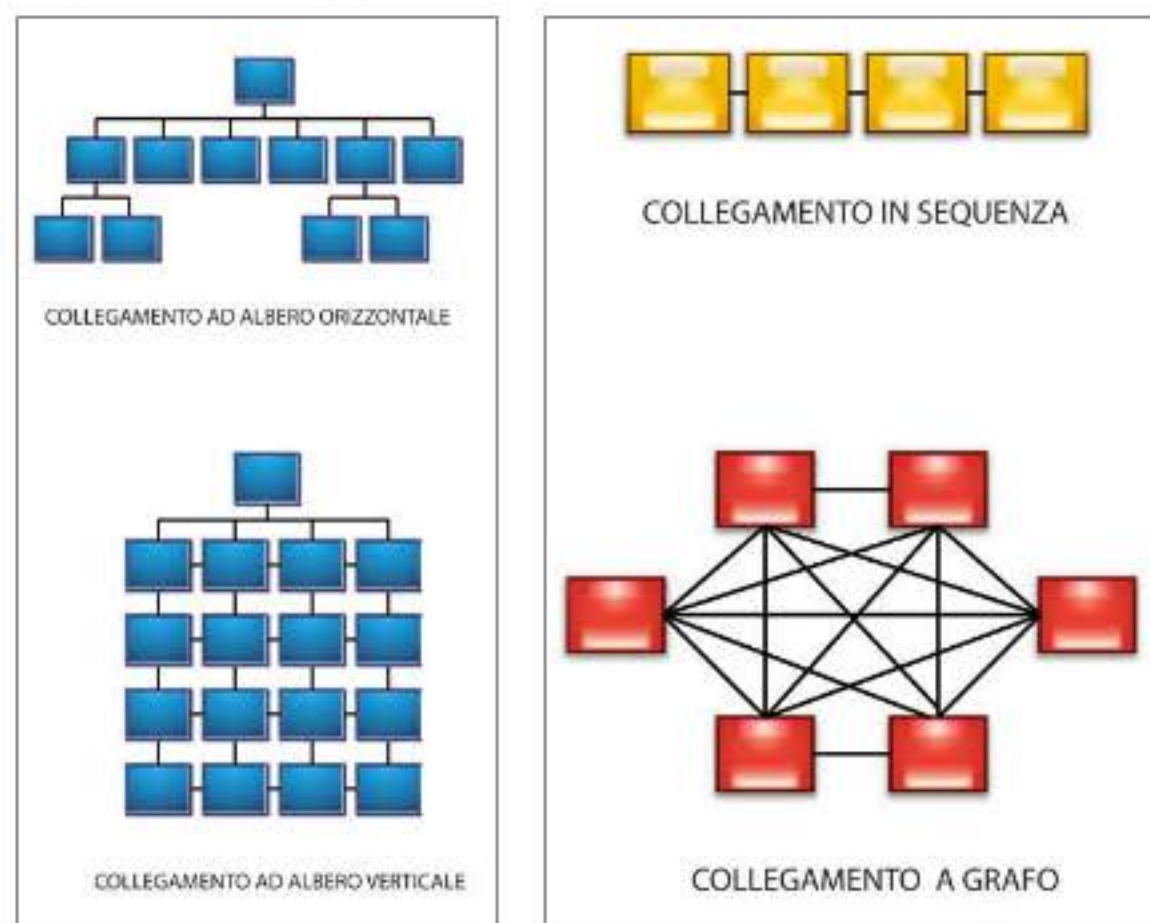 COLLEGAMENTO AD ALBERO ORIZZONTALE
COLLEGAMENTO AD ALBERO VERTICALE
COLLEGAMENTO IN SEQUENZA
COLLEGAMENTO A GRAFO